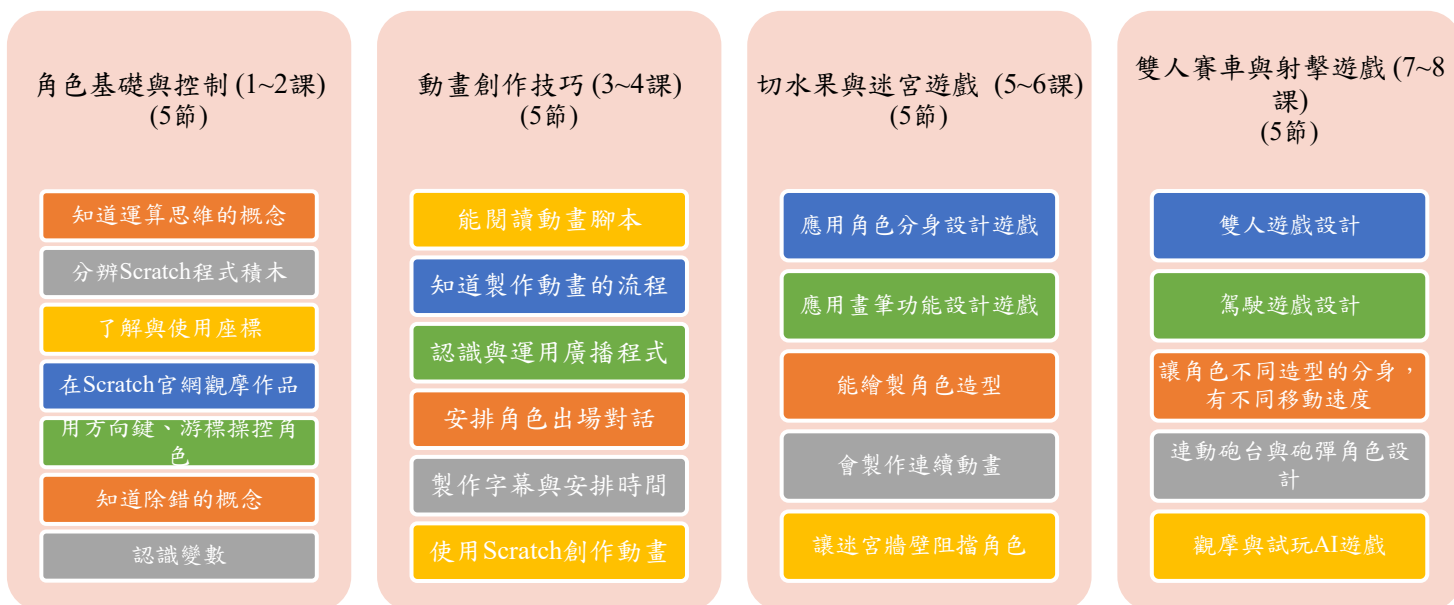 角色基礎與控制 (1~2課)
(5節)
知道運算思維的概念
分辨Scratch程式積木
了解與使用座標
在Scratch官網觀摩作品
用方向鍵、游標操控角
色
知道除錯的概念
認識變數
動畫創作技巧 (3~4課)
(5節)
能閱讀動畫腳本
知道製作動畫的流程
認識與運用廣播程式
安排角色出場對話
製作字幕與安排時間
使用Scratch創作動畫
切水果與迷宮遊戲 (5~6課)
(5節)
應用角色分身設計遊戲
應用畫筆功能設計遊戲
能繪製角色造型
會製作連續動畫
讓迷宮牆壁阻擋角色
雙人賽車與射擊遊戲 (7~8
課)
(5節)
雙人遊戲設計
駕駛遊戲設計
讓角色不同造型的分身，
有不同移動速度
連動砲台與砲彈角色設
計
觀摩與試玩AI遊戲